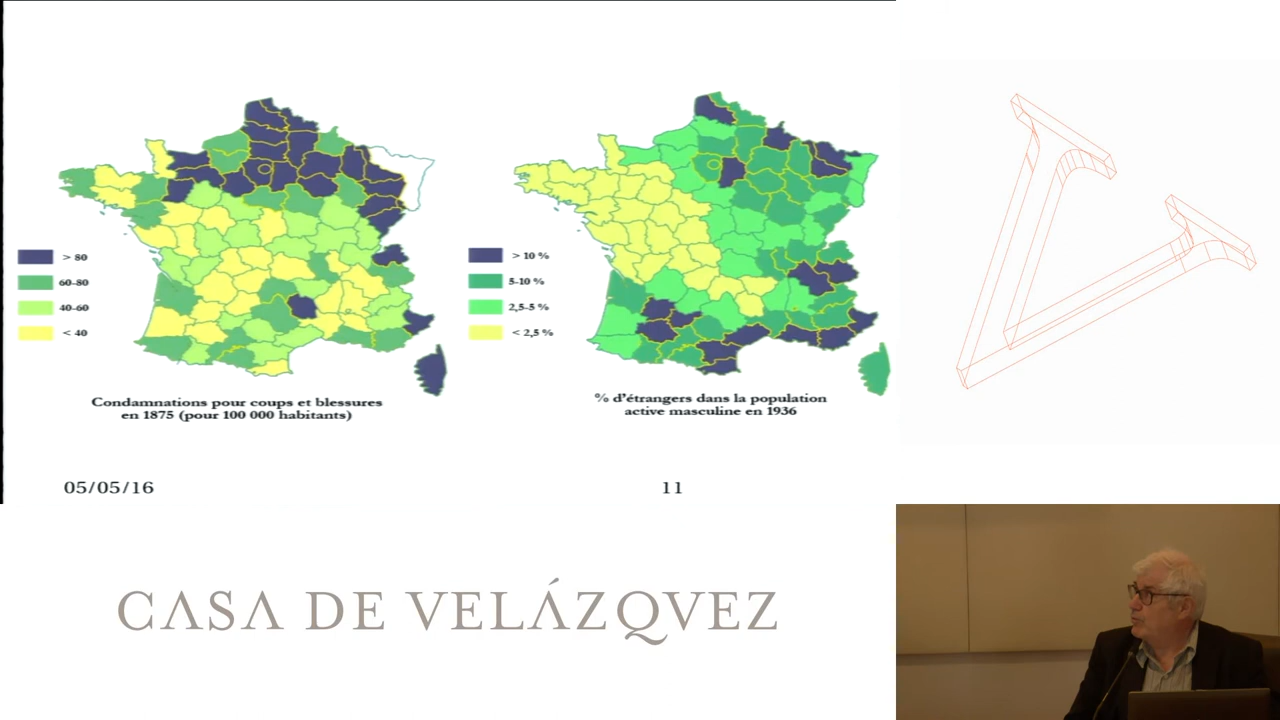 > 80
60-80
40-60
< 40
Condamnations pour coups et blessures
en 1875 (pour 100 000 habitants)
> 10 %
5-10 %
2,5-5 %
< 2,5 %
% d'étrangers dans la population
active masculine en 1936
05/05/16
11
CASA DE VELÁZQVEZ